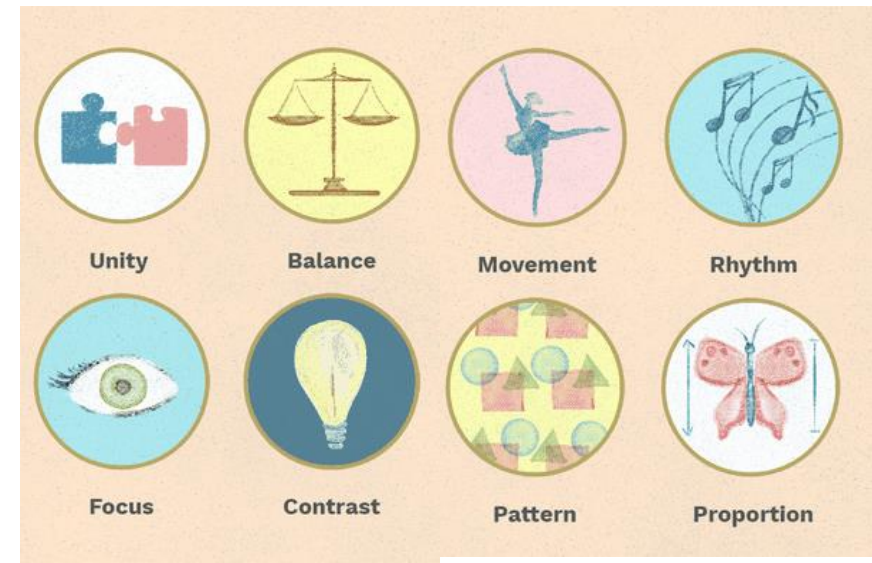 Unity
Balance
Movement
Rhythm
Focus
Contrast
Pattern
Proportion